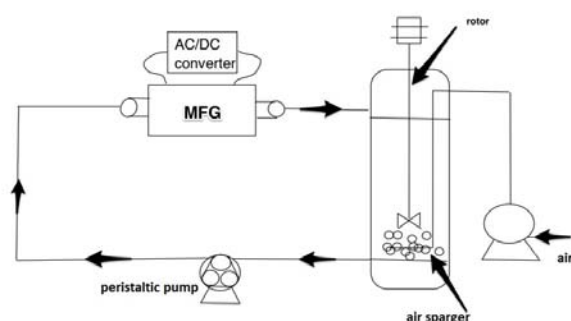 rotor
AC/DC
converter
MFG
air
peristaltic pump
air sparger